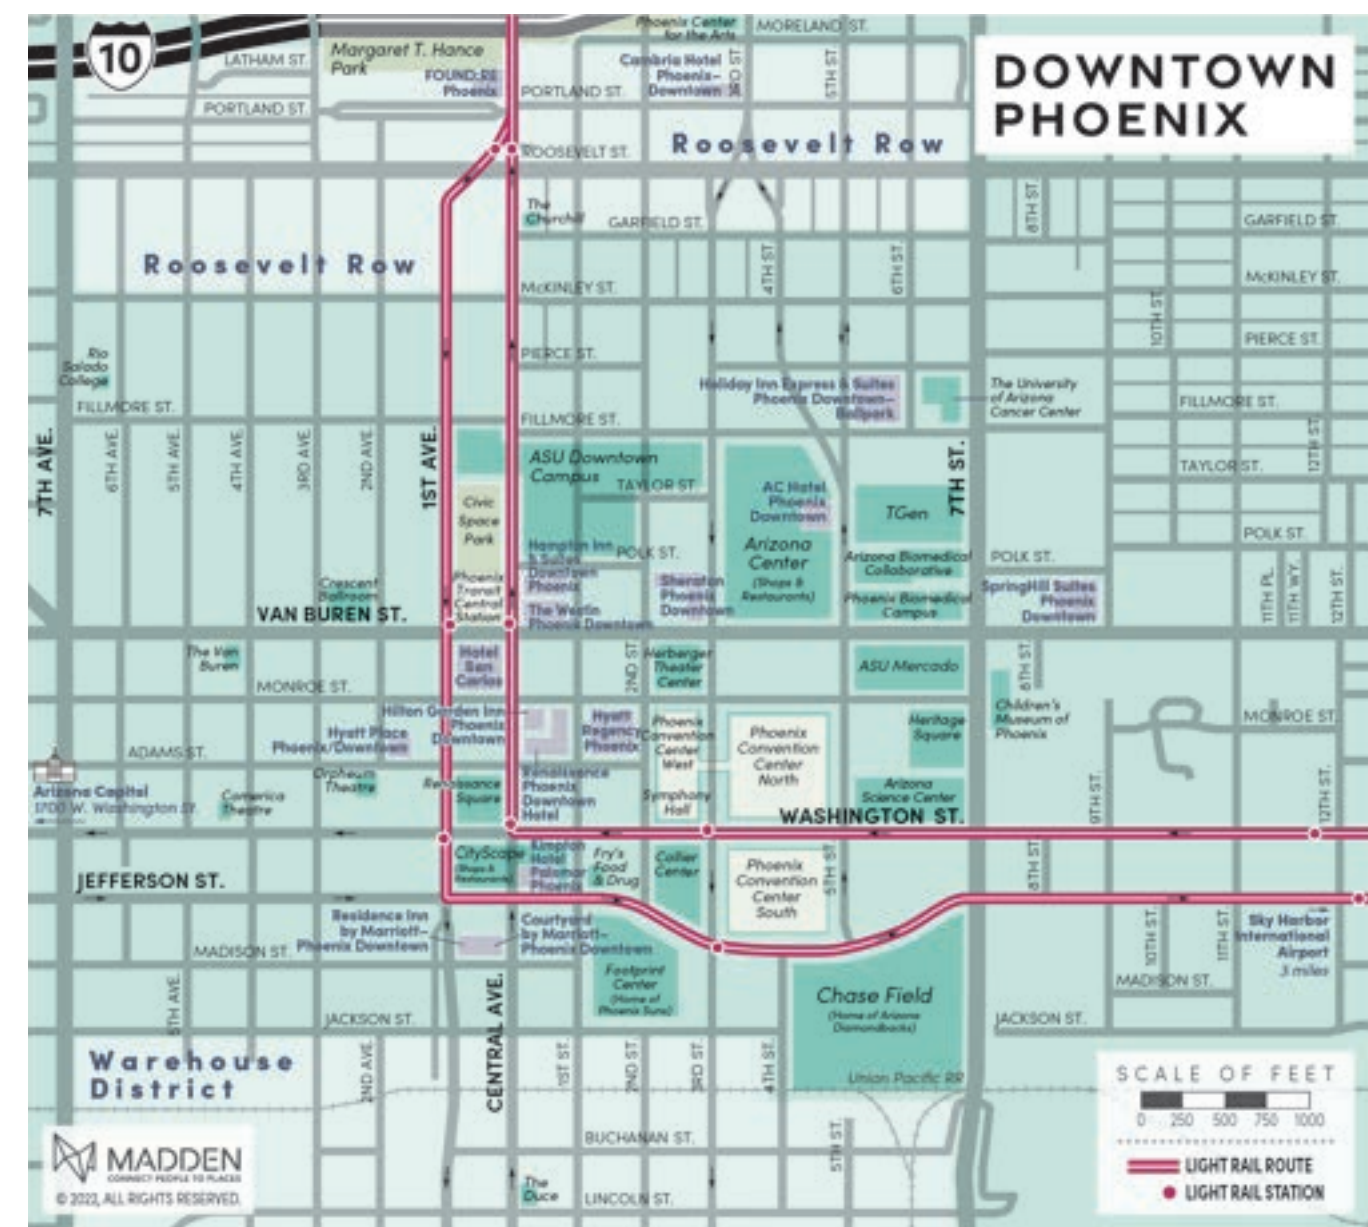 10
LATHAM ST.
Margaret T. Hance
Park
FOUND:RE
Phoenix
PORTLAND ST.
Phoenix Center
for the Arts
MORELAND ST.
Cambria Hotel
Phoenix–
Downtown
3RD ST.
5TH ST.
PORTLAND ST.
DOWNTOWN
PHOENIX
ROOSEVELT ST.
Roosevelt Row
The
Churchill
GARFIELD ST.
8TH ST.
GARFIELD ST.
Roosevelt Row
McKINLEY ST.
4TH ST.
6TH ST.
McKINLEY ST.
10TH ST.
PIERCE ST.
PIERCE ST.
Rio
Salado
College
FILLMORE ST.
Holiday Inn Express & Suites
Phoenix Downtown–
Ballpark
The University
of Arizona
Cancer Center
FILLMORE ST.
FILLMORE ST.
7TH AVE.
6TH AVE.
5TH AVE.
4TH AVE.
3RD AVE.
2ND AVE.
1ST AVE.
ASU Downtown
Campus
TAYLOR ST.
7TH ST.
TAYLOR ST.
12TH ST.
Civic
Space
Park
AC Hotel
Phoenix
Downtown
TGen
Arizona
Center
(Shops &
Restaurants)
POLK ST.
Hampton Inn
& Suites
Downtown
Phoenix
POLK ST.
Arizona Biomedical
Collaborative
POLK ST.
Crescent
Ballroom
Phoenix
Transit
Central
Station
The Westin
Phoenix Downtown
Sheraton
Phoenix
Downtown
Phoenix Biomedical
Campus
SpringHill Suites
Phoenix
Downtown
11TH PL.
11TH WY.
12TH ST.
VAN BUREN ST.
The Van
Buren
MONROE ST.
Hotel
San
Carlos
2ND ST.
Herberger
Theater
Center
ASU Mercado
8TH ST.
Hilton Garden Inn
Phoenix
Downtown
Hyatt Place
Phoenix/Downtown
Hyatt
Regency
Phoenix
Phoenix
Convention
Center
West
Phoenix
Convention
Center
North
Heritage
Square
Children's
Museum of
Phoenix
MONROE ST.
ADAMS ST.
Arizona Capitol
1700 W. Washington ST.
Orpheum
Theatre
Comerica
Theatre
Renaissance
Square
Renaissance
Phoenix
Downtown
Hotel
Symphony
Hall
Arizona
Science Center
9TH ST.
12TH ST.
WASHINGTON ST.
JEFFERSON ST.
CityScape
(Shops &
Restaurants)
Kimpton
Hotel
Palomar
Phoenix
Fry's
Food
& Drug
Collier
Center
Phoenix
Convention
Center
South
5TH ST.
8TH ST.
Residence Inn
by Marriott–
Phoenix Downtown
Courtyard
by Marriott–
Phoenix Downtown
MADISON ST.
10TH ST.
11TH ST.
Sky Harbor
International
Airport
3 miles
Footprint
Center
(Home of
Phoenix Suns)
Chase Field
(Home of Arizona
Diamondbacks)
MADISON ST.
5TH AVE.
JACKSON ST.
CENTRAL AVE.
JACKSON ST.
Warehouse
District
2ND AVE.
1ST ST.
2ND ST.
3RD ST.
4TH ST.
Union Pacific RR
SCALE OF FEET
0 250 500 750 1000
BUCHANAN ST.
5TH ST.
MADDEN
CONNECT PEOPLE TO PLACES
© 2022, ALL RIGHTS RESERVED.
The
Duce
LINCOLN ST.
LIGHT RAIL ROUTE
LIGHT RAIL STATION